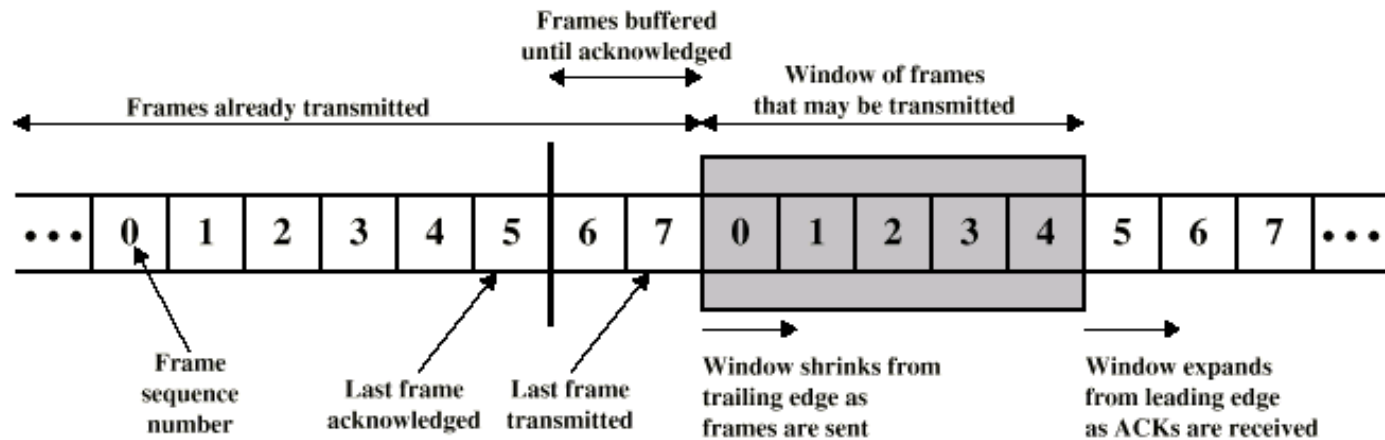 Frames buffered
until acknowledged
Window of frames
that may be transmitted
Frames already transmitted
••• 0 1 2 3 4 5 6 7 0 1 2 3 4 5 6 7 •••
Frame
sequence
number
Last frame
acknowledged
Last frame
transmitted
Window shrinks from
trailing edge as
frames are sent
Window expands
from leading edge
as ACKs are received